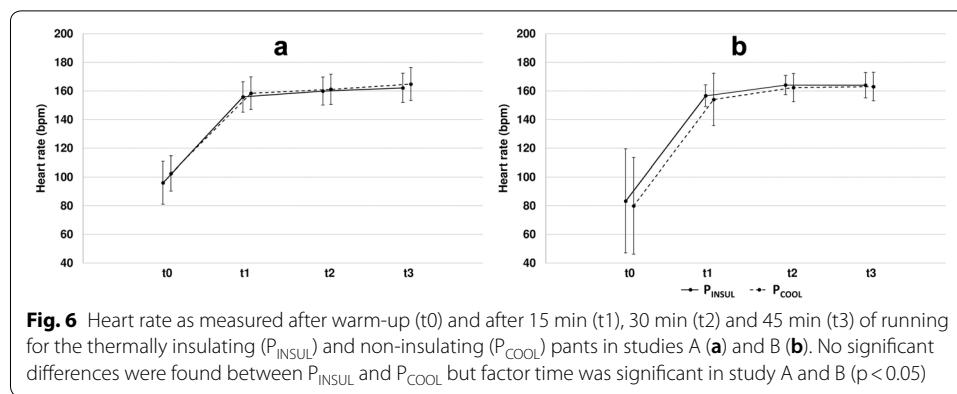 a
b
Heart rate (bpm)
200
180
160
140
120
100
80
60
40
t0 t1 t2 t3
Heart rate (bpm)
200
180
160
140
120
100
80
60
40
t0 t1 t2 t3
P_INSUL P_COOL
Fig. 6 Heart rate as measured after warm-up (t0) and after 15 min (t1), 30 min (t2) and 45 min (t3) of running
for the thermally insulating (P_INSUL) and non-insulating (P_COOL) pants in studies A (a) and B (b). No significant
differences were found between P_INSUL and P_COOL but factor time was significant in study A and B (p < 0.05)